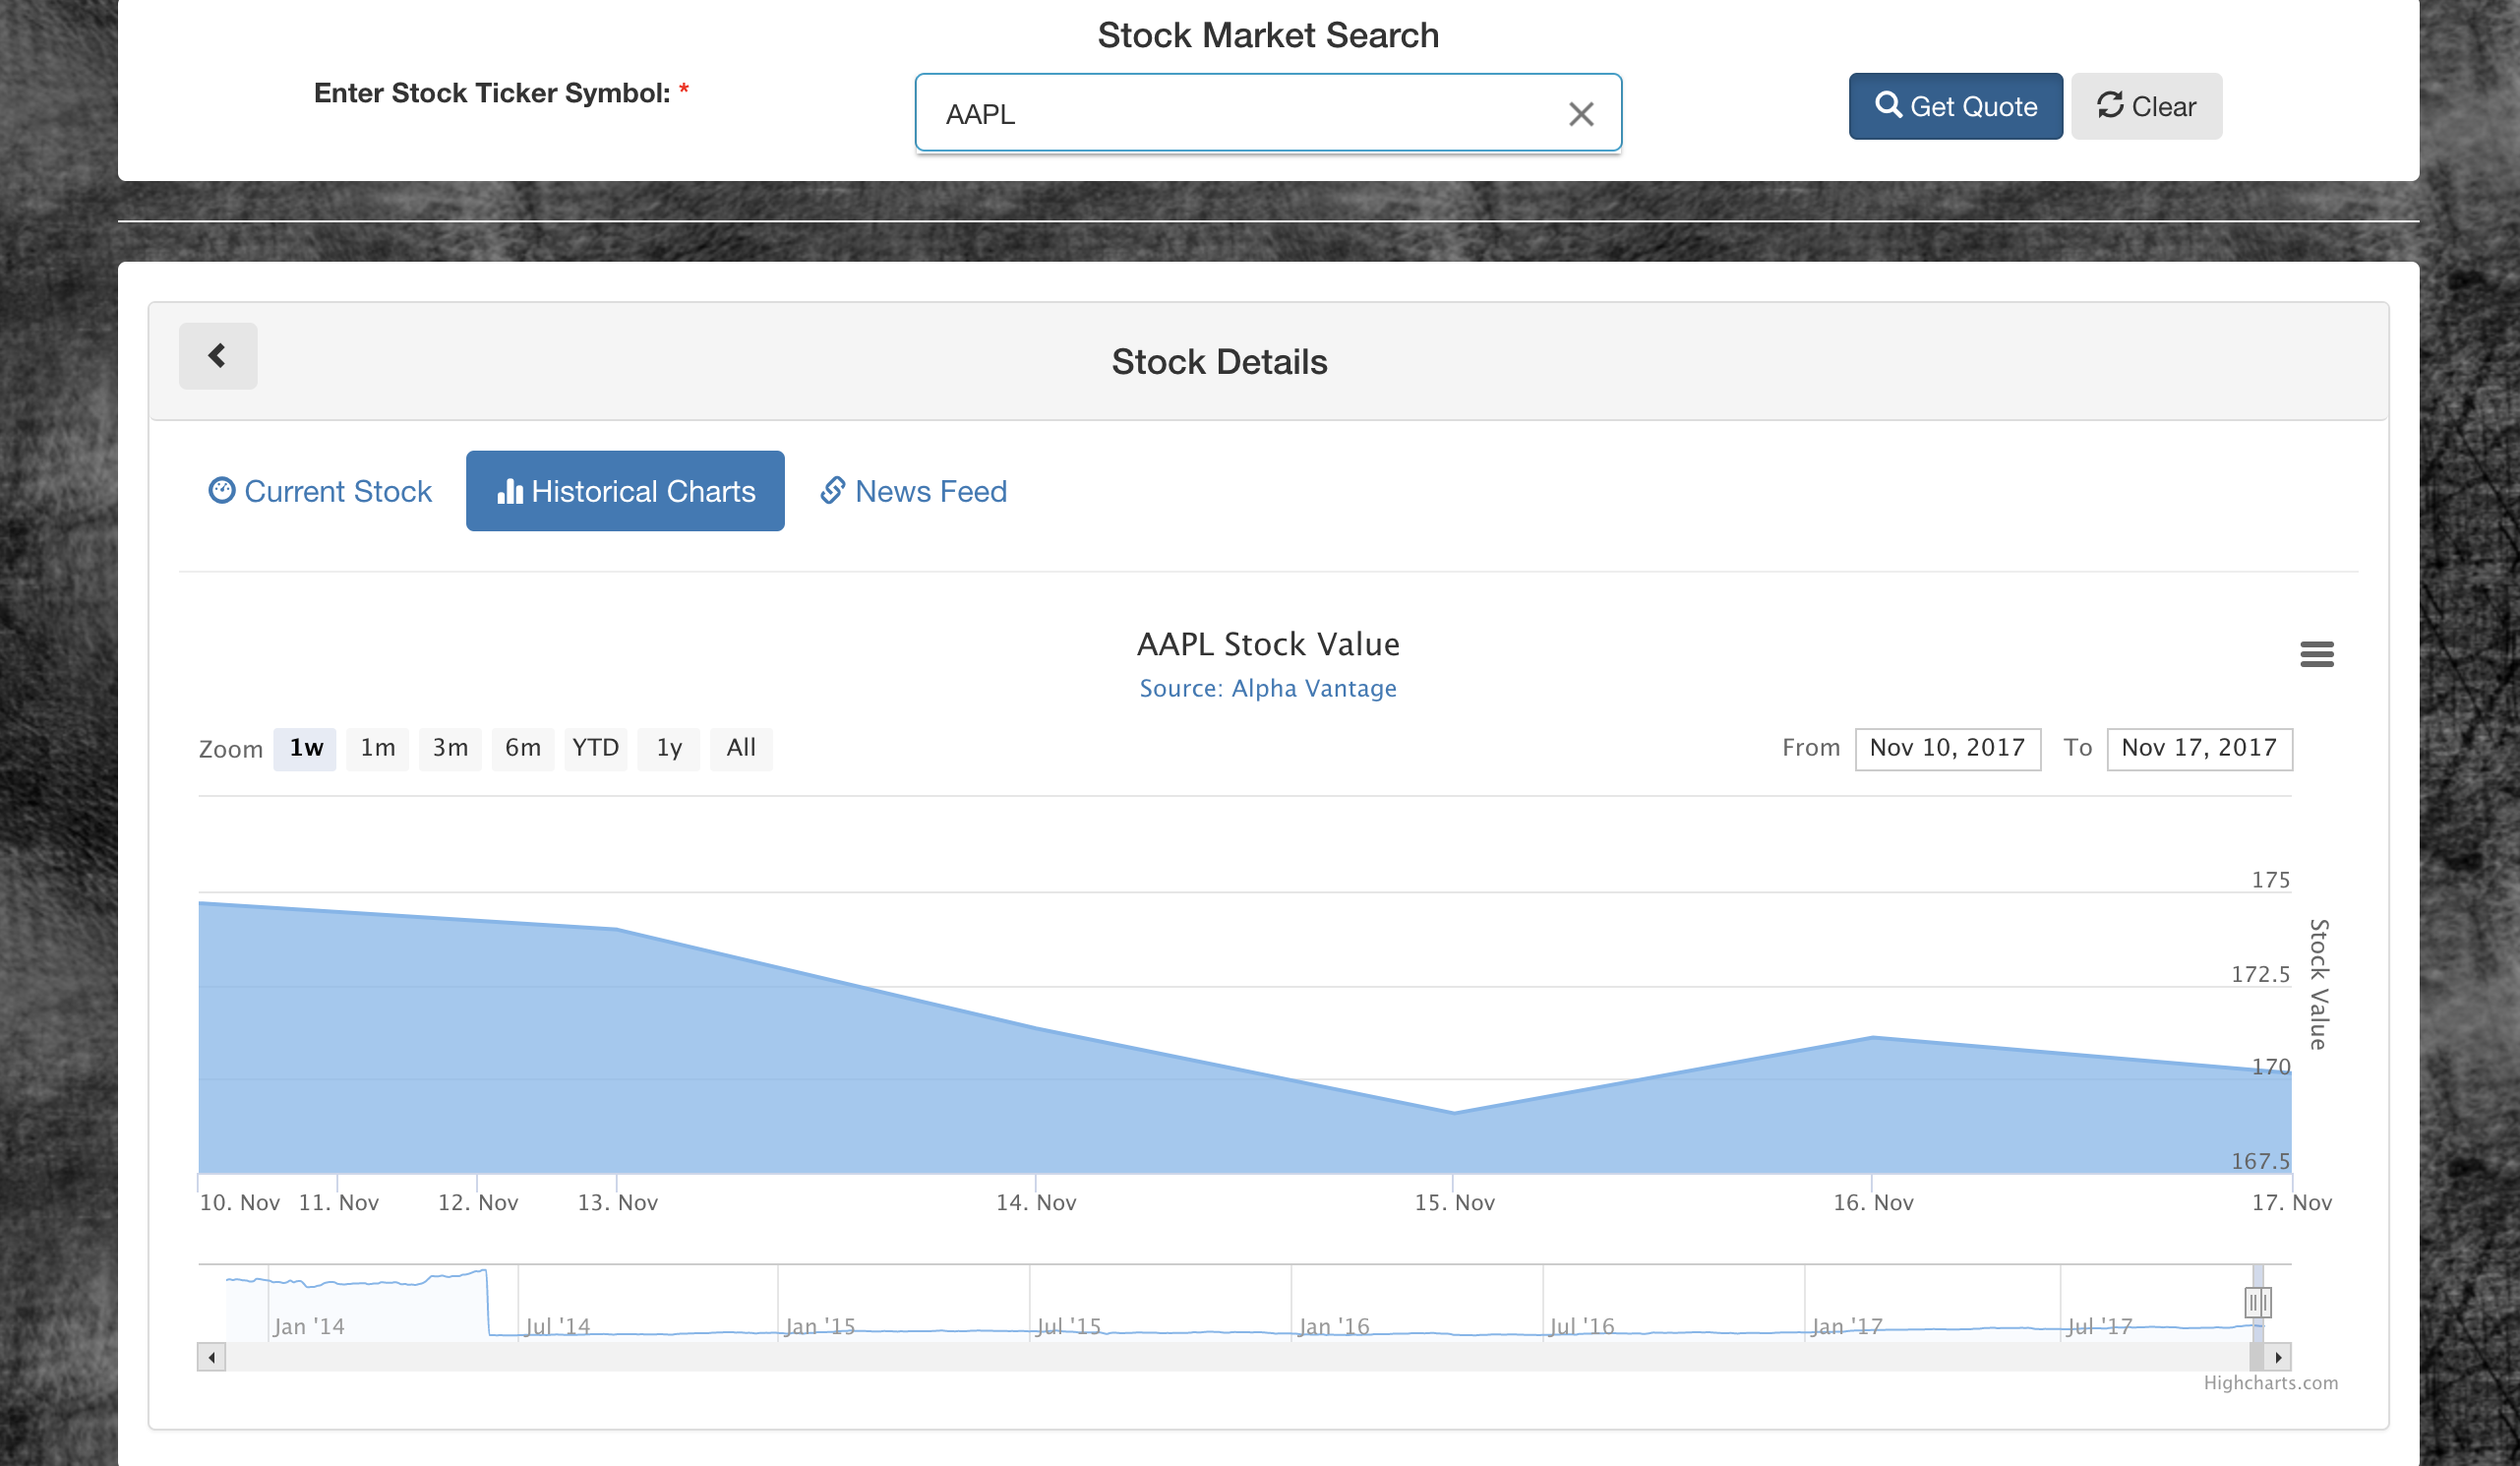 Stock Market Search
Enter Stock Ticker Symbol: *
AAPL
Get Quote
Clear
Stock Details
Current Stock
Historical Charts
News Feed
AAPL Stock Value
Source: Alpha Vantage
Zoom 1w 1m 3m 6m YTD 1y All
From Nov 10, 2017 To Nov 17, 2017
175
172.5
170
167.5
Stock Value
10. Nov 11. Nov 12. Nov 13. Nov 14. Nov 15. Nov 16. Nov 17. Nov
Jan '14 Jul '14 Jan '15 Jul '15 Jan '16 Jul '16 Jan '17 Jul '17
Highcharts.com